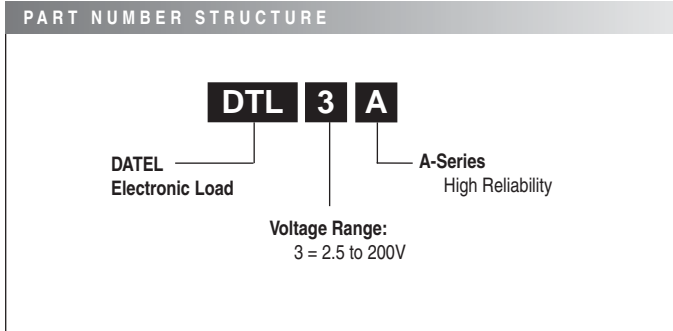 PART NUMBER STRUCTURE
DTL 3 A
DATEL
Electronic Load
A-Series
High Reliability
Voltage Range:
3 = 2.5 to 200V